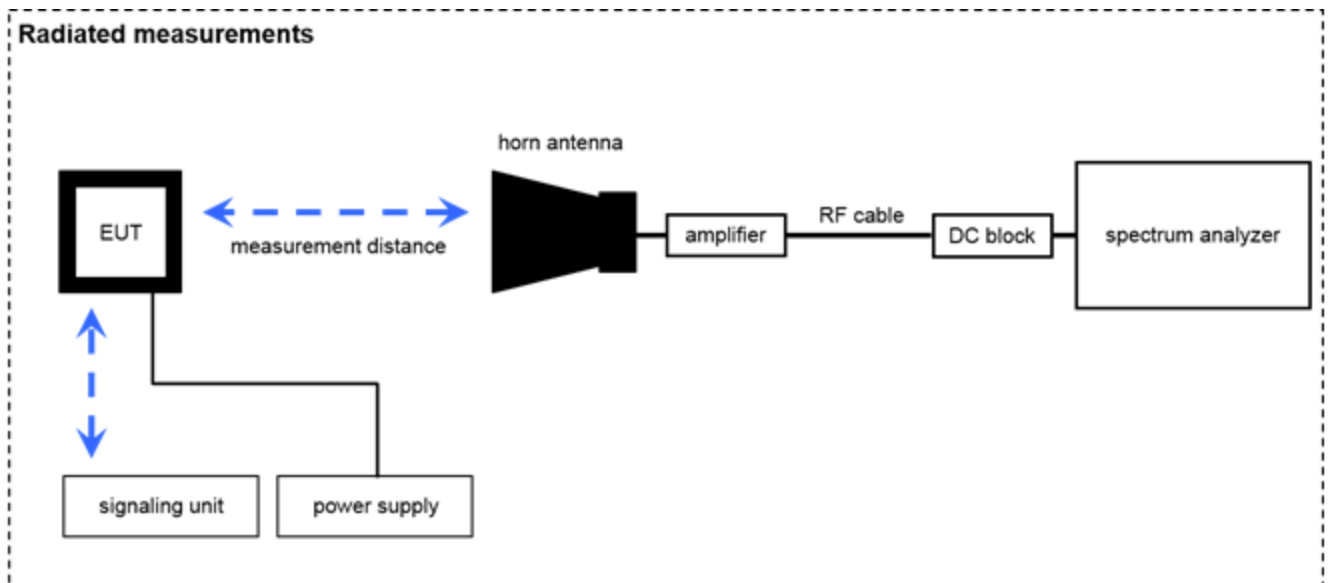 Radiated measurements
horn antenna
EUT
measurement distance
amplifier
RF cable
DC block
spectrum analyzer
signaling unit
power supply